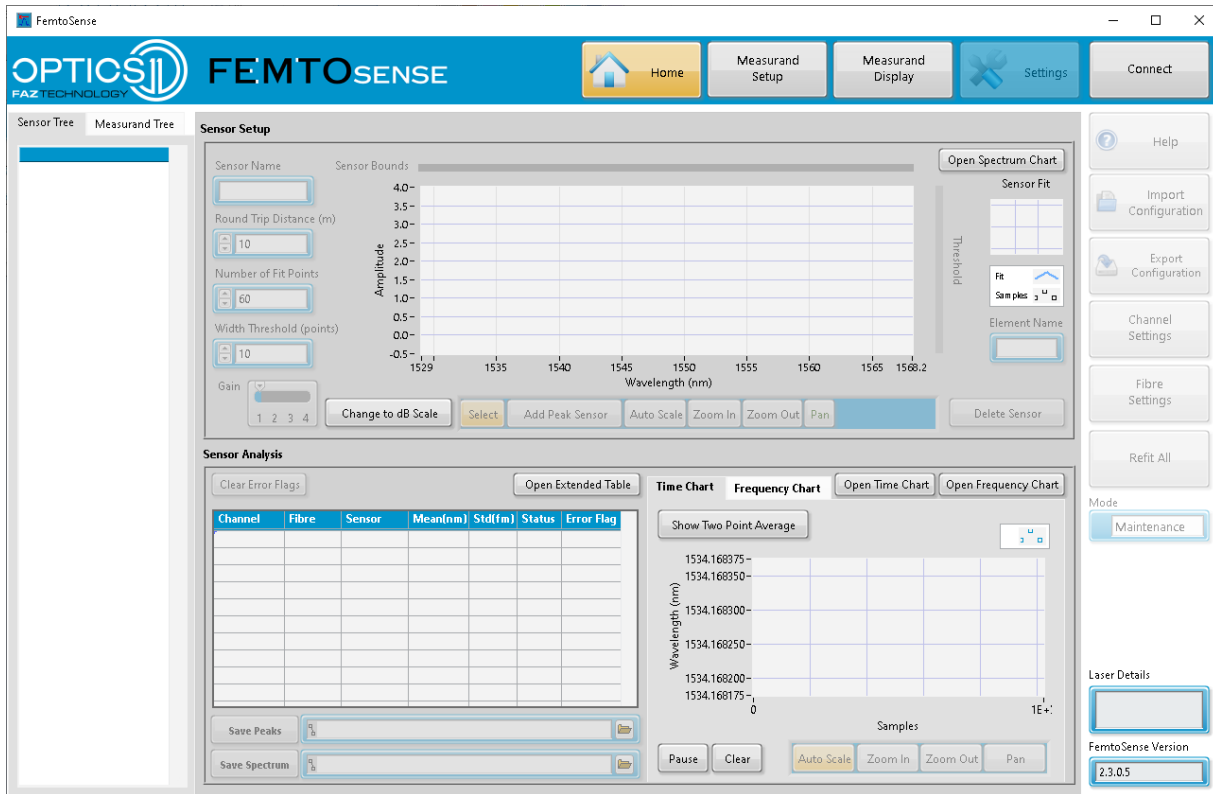 FemtoSense
OPTICS11
FAZ TECHNOLOGY
FEMTOSENSE
Home
Measurand
Setup
Measurand
Display
Settings
Connect
Sensor Tree
Measurand Tree
Sensor Setup
Sensor Name
Sensor Bounds
Open Spectrum Chart
Round Trip Distance (m)
10
Number of Fit Points
60
Width Threshold (points)
10
Gain
1 2 3 4
Amplitude
4.0
3.5
3.0
2.5
2.0
1.5
1.0
0.5
0.0
-0.5
1529 1535 1540 1545 1550 1555 1560 1565 1568.2
Wavelength (nm)
Threshold
Sensor Fit
Fit
Samples
Element Name
Change to dB Scale
Select
Add Peak Sensor
Auto Scale
Zoom In
Zoom Out
Pan
Delete Sensor
Sensor Analysis
Clear Error Flags
Open Extended Table
Channel Fibre Sensor Mean(nm) Std(fm) Status Error Flag
Save Peaks
Save Spectrum
Time Chart
Frequency Chart
Open Time Chart
Open Frequency Chart
Show Two Point Average
Wavelength (nm)
1534.168375
1534.168350
1534.168300
1534.168250
1534.168200
1534.168175
0
Samples
Pause
Clear
Auto Scale
Zoom In
Zoom Out
Pan
Help
Import
Configuration
Export
Configuration
Channel
Settings
Fibre
Settings
Refit All
Mode
Maintenance
Laser Details
FemtoSense Version
2.3.0.5